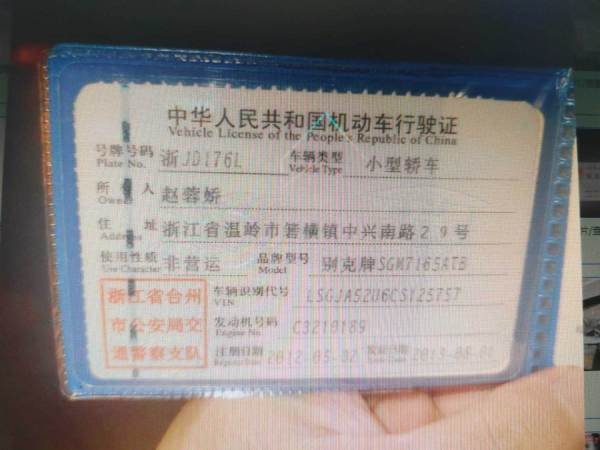 中华人民共和国机动车行驶证
Vehicle License of the People's Republic of China
号牌号码 浙JD176L 车辆类型 小型轿车
Plate No. Vehicle Type
所有人 赵蓉娇
Owner
住址 浙江省温岭市箬横镇中兴南路29号
Address
使用性质 非营运 品牌型号 别克牌SGM7165ATB
Use Character Model
浙江省台州
市公安局交
通警察支队
车辆识别代号 LSGJA52U6CSY25757
VIN
发动机号码 C3210189
Engine No.
注册日期 2012-05-02 发证日期